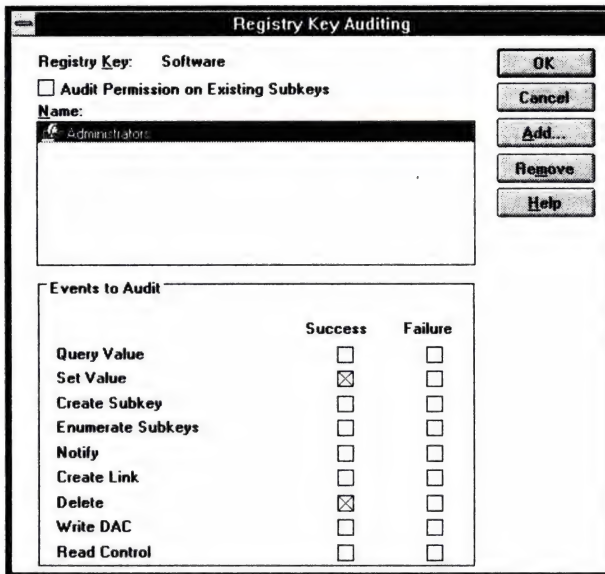 Registry Key Auditing
Registry Key: Software
OK
Audit Permission on Existing Subkeys
Cancel
Name:
Administrators
Add...
Remove
Help
Events to Audit
Success Failure
Query Value
Set Value
Create Subkey
Enumerate Subkeys
Notify
Create Link
Delete
Write DAC
Read Control